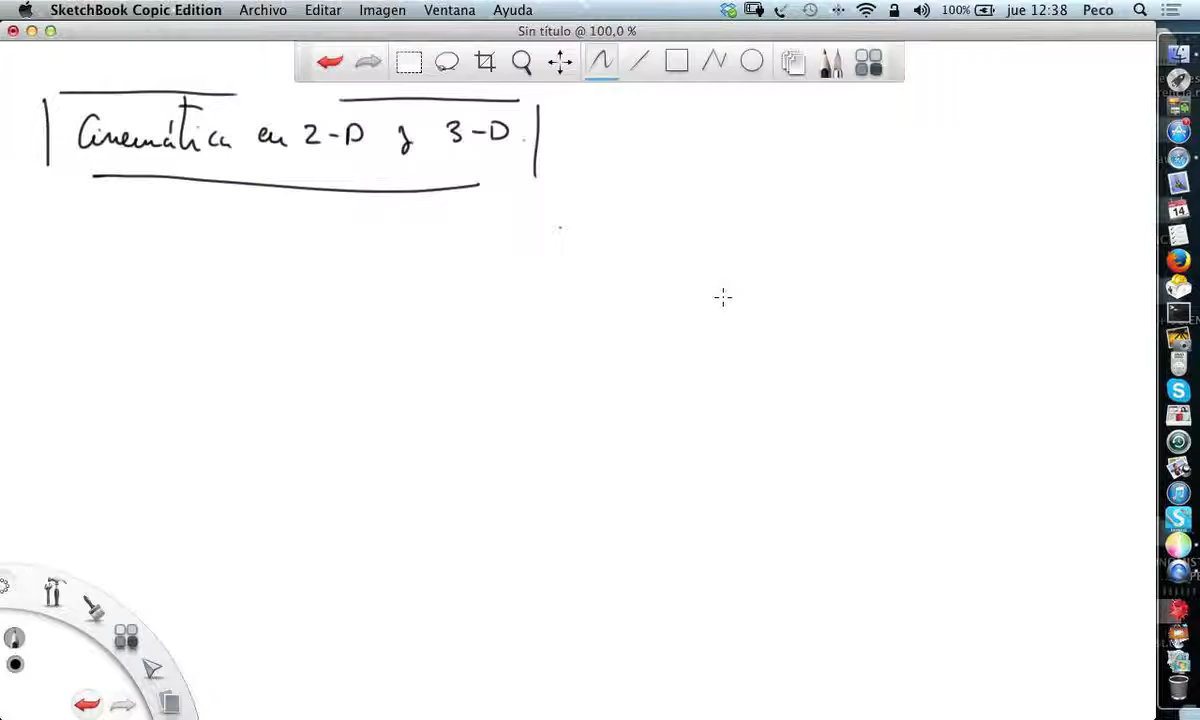 SketchBook Copic Edition Archivo Editar Imagen Ventana Ayuda 100% jue 12:38 Peco
Sin título @ 100,0 %
Cinemática en 2-D y 3-D.
14